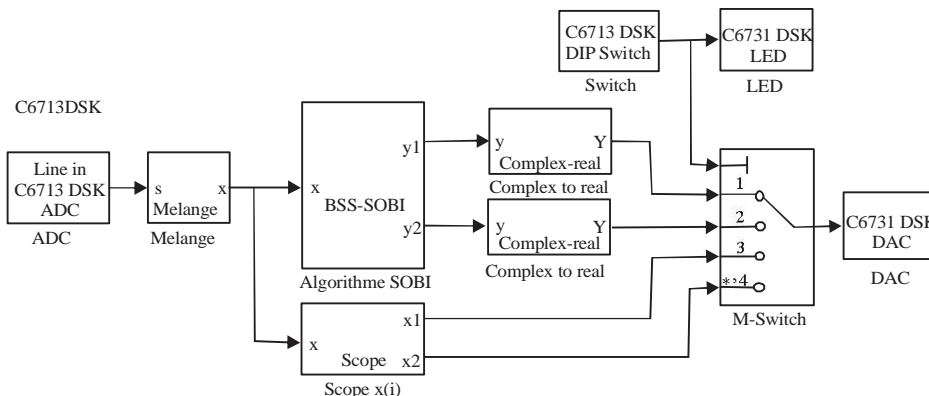 C6713 DSK
DIP Switch
Switch
C6731 DSK
LED
LED
C6713DSK
Line in
C6713 DSK
ADC
ADC
s x
Melange
Melange
x
y1
BSS-SOBI
y2
Algorithme SOBI
y Y
Complex-real
Complex to real
y Y
Complex-real
Complex to real
x
x1
Scope
x2
Scope x(i)
1
2
3
*,4
M-Switch
C6731 DSK
DAC
DAC